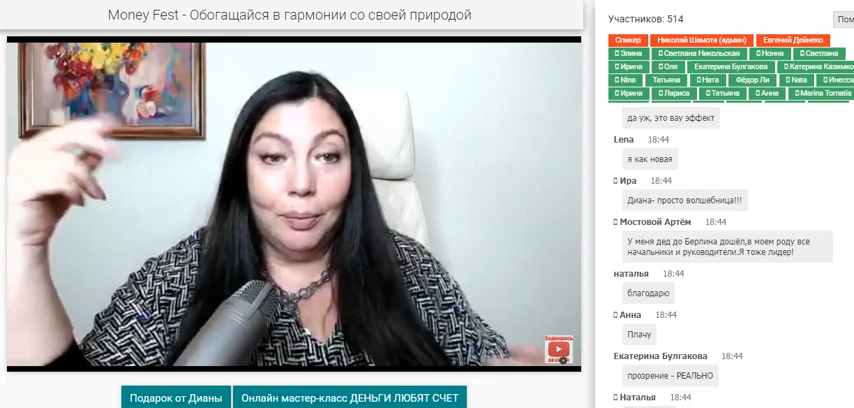 Money Fest - Обогащайся в гармонии со своей природой
Подарок от Дианы
Онлайн мастер-класс ДЕНЬГИ ЛЮБЯТ СЧЕТ
Участников: 514
Пом
Спикер Николай Шамота (админ) Евгений Дейнеко
Элина Светлана Никольская Нонна Светлана
Ирина Оля Екатерина Булгакова Катерина Казимко
Nina Татьяна Ната Фёдор Ли Nata Инесса
Ирина Лариса Татьяна Анна Marina Tomatis
да уж, это вау эффект
Lena 18:44
я как новая
Ира 18:44
Диана- просто волшебница!!!
Мостовой Артём 18:44
У меня дед до Берлина дошёл,в моем роду все
начальники и руководители.Я тоже лидер!
наталья 18:44
благодарю
Анна 18:44
Плачу
Екатерина Булгакова 18:44
прозрение - РЕАЛЬНО
Наталья 18:44